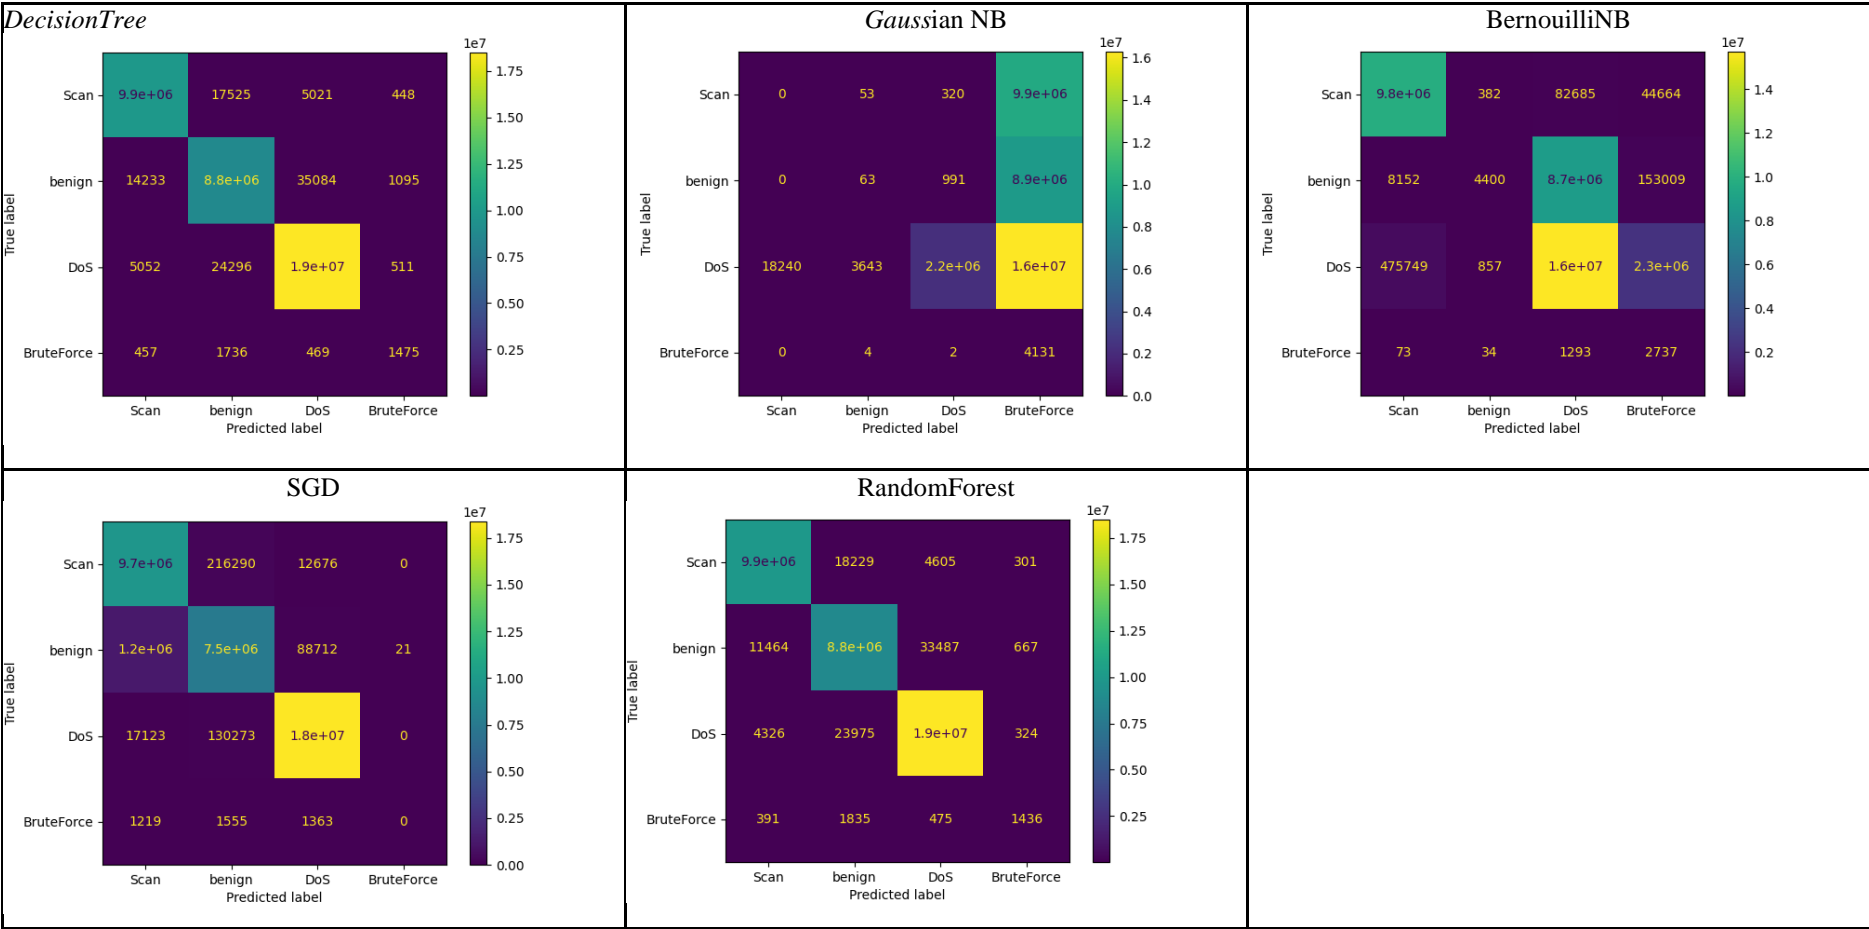 DecisionTree
1e7
Scan 9.9e+06 17525 5021 448
benign 14233 8.8e+06 35084 1095
DoS 5052 24296 1.9e+07 511
BruteForce 457 1736 469 1475
Scan benign DoS BruteForce
Predicted label
True label
1.75
1.50
1.25
1.00
0.75
0.50
0.25
Gaussian NB
1e7
Scan 0 53 320 9.9e+06
benign 0 63 991 8.9e+06
DoS 18240 3643 2.2e+06 1.6e+07
BruteForce 0 4 2 4131
Scan benign DoS BruteForce
Predicted label
True label
1.6
1.4
1.2
1.0
0.8
0.6
0.4
0.2
0.0
BernouilliNB
1e7
Scan 9.8e+06 382 82685 44664
benign 8152 4400 8.7e+06 153009
DoS 475749 857 1.6e+07 2.3e+06
BruteForce 73 34 1293 2737
Scan benign DoS BruteForce
Predicted label
True label
1.4
1.2
1.0
0.8
0.6
0.4
0.2
SGD
1e7
Scan 9.7e+06 216290 12676 0
benign 1.2e+06 7.5e+06 88712 21
DoS 17123 130273 1.8e+07 0
BruteForce 1219 1555 1363 0
Scan benign DoS BruteForce
Predicted label
True label
1.75
1.50
1.25
1.00
0.75
0.50
0.25
0.00
RandomForest
1e7
Scan 9.9e+06 18229 4605 301
benign 11464 8.8e+06 33487 667
DoS 4326 23975 1.9e+07 324
BruteForce 391 1835 475 1436
Scan benign DoS BruteForce
Predicted label
True label
1.75
1.50
1.25
1.00
0.75
0.50
0.25